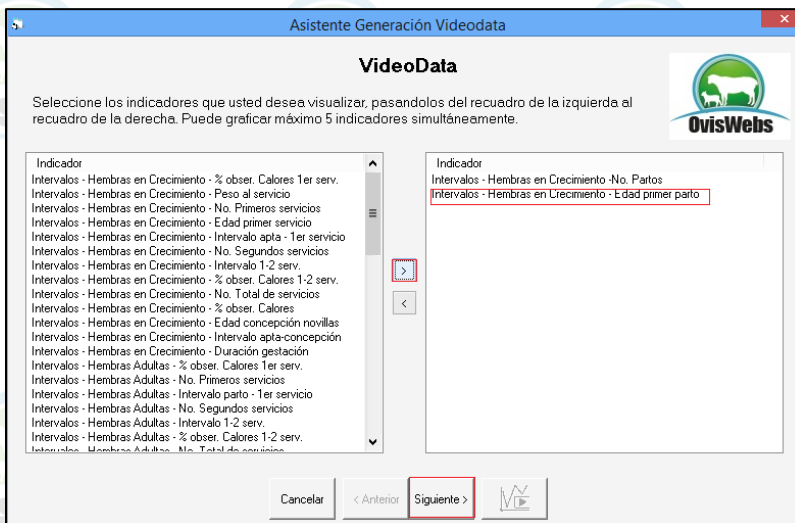 Asistente Generación Videodata
VideoData
Seleccione los indicadores que usted desea visualizar, pasandolos del recuadro de la izquierda al
recuadro de la derecha. Puede graficar máximo 5 indicadores simultáneamente.
OvisWebs
Indicador
Intervalos - Hembras en Crecimiento - % obser. Calores 1er serv.
Intervalos - Hembras en Crecimiento - Peso al servicio
Intervalos - Hembras en Crecimiento - No. Primeros servicios
Intervalos - Hembras en Crecimiento - Edad primer servicio
Intervalos - Hembras en Crecimiento - Intervalo apta - 1er servicio
Intervalos - Hembras en Crecimiento - No. Segundos servicios
Intervalos - Hembras en Crecimiento - Intervalo 1-2 serv.
Intervalos - Hembras en Crecimiento - % obser. Calores 1-2 serv.
Intervalos - Hembras en Crecimiento - No. Total de servicios
Intervalos - Hembras en Crecimiento - % obser. Calores
Intervalos - Hembras en Crecimiento - Edad concepción novillas
Intervalos - Hembras en Crecimiento - Intervalo apta-concepción
Intervalos - Hembras en Crecimiento - Duración gestación
Intervalos - Hembras Adultas - % obser. Calores 1er serv.
Intervalos - Hembras Adultas - No. Primeros servicios
Intervalos - Hembras Adultas - Intervalo parto - 1er servicio
Intervalos - Hembras Adultas - No. Segundos servicios
Intervalos - Hembras Adultas - Intervalo 1-2 serv.
Intervalos - Hembras Adultas - % obser. Calores 1-2 serv.
Intervalos - Hembras Adultas - No. Total de servicios
>
<
Indicador
Intervalos - Hembras en Crecimiento -No. Partos
Intervalos - Hembras en Crecimiento - Edad primer parto
Cancelar
< Anterior
Siguiente >